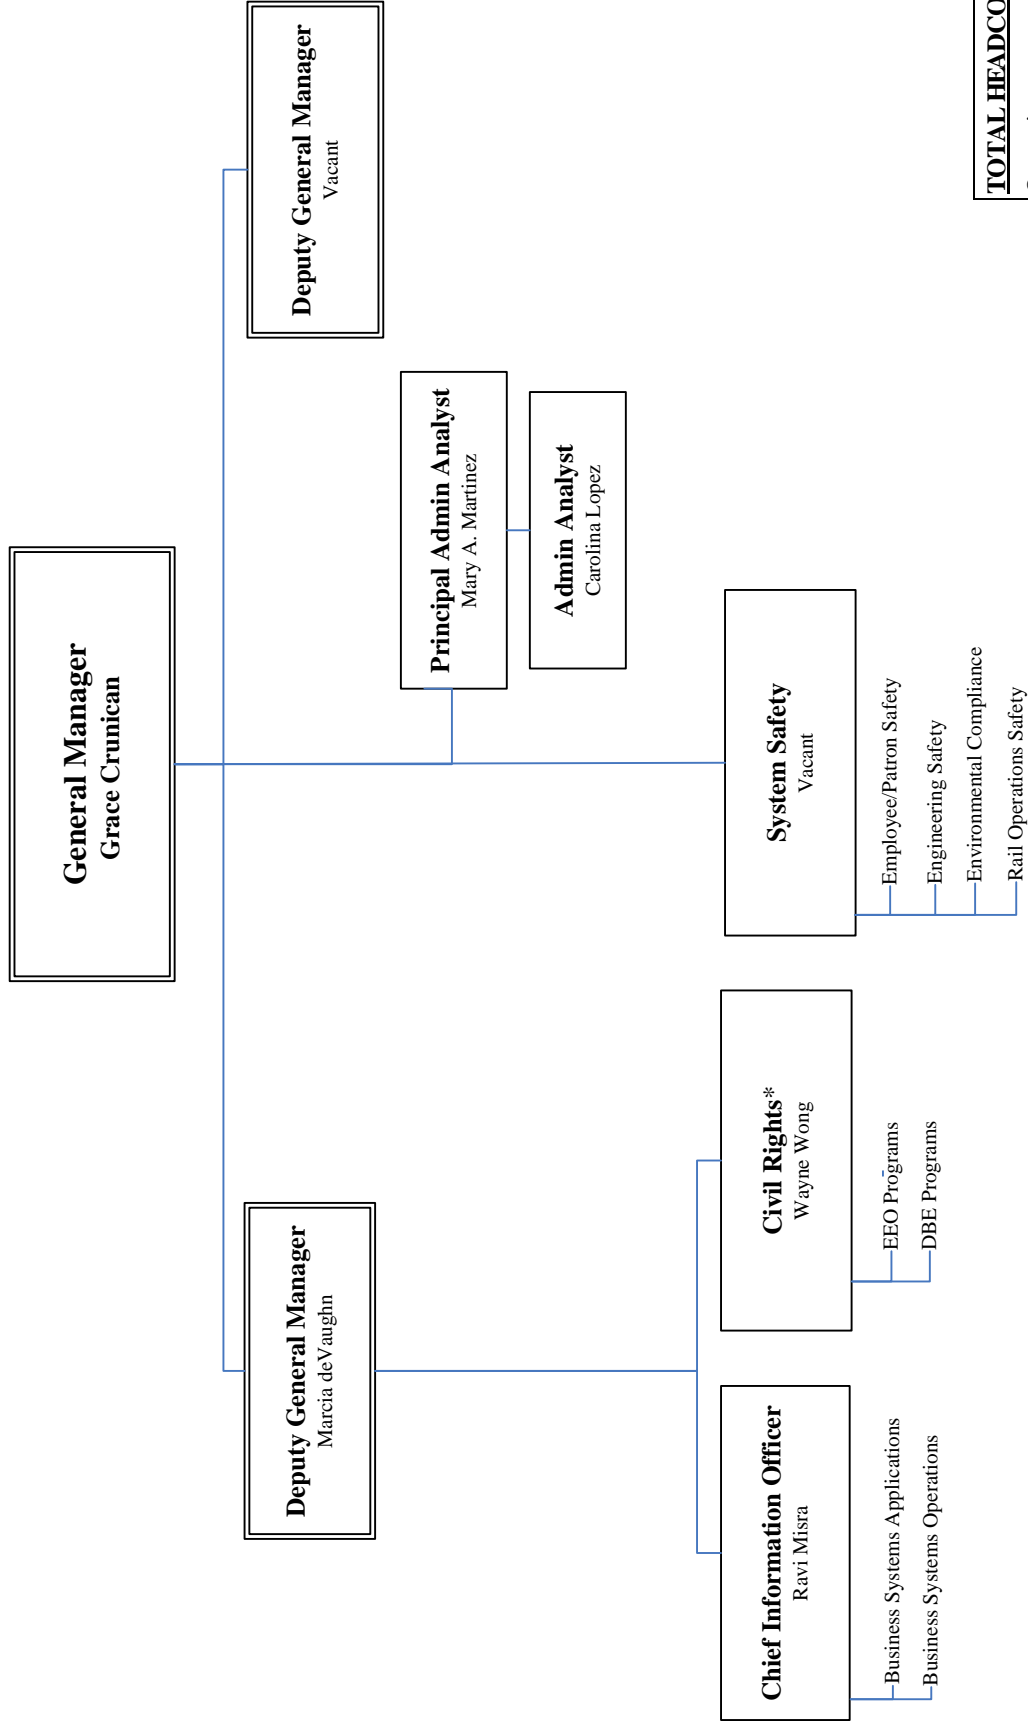 General Manager
Grace Crunican
Deputy General Manager
Marcia deVaughn
Deputy General Manager
Vacant
Principal Admin Analyst
Mary A. Martinez
Admin Analyst
Carolina Lopez
Chief Information Officer
Ravi Misra
Business Systems Applications
Business Systems Operations
Civil Rights*
Wayne Wong
EEO Programs
DBE Programs
System Safety
Vacant
Employee/Patron Safety
Engineering Safety
Environmental Compliance
Rail Operations Safety
TOTAL HEADCO